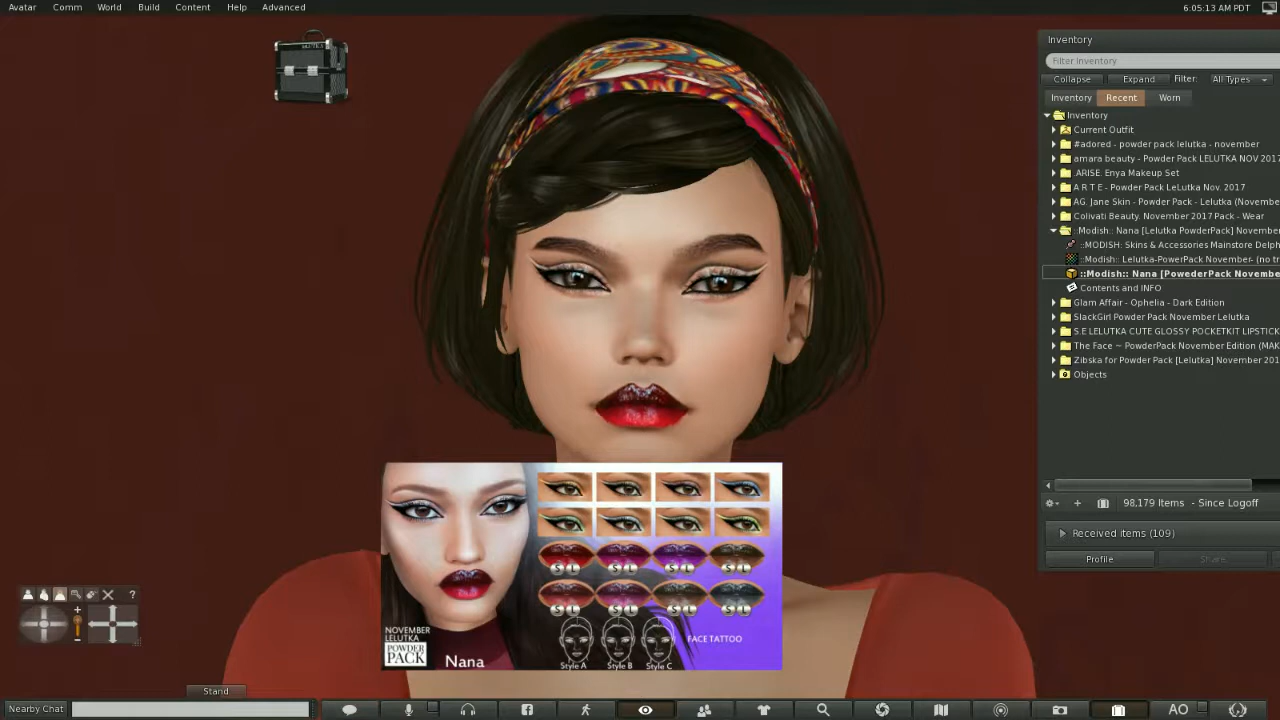 Avatar Comm World Build Content Help Advanced
6:05:13 AM PDT
Inventory
Filter Inventory
Collapse Expand Filter: All Types
Inventory Recent Worn
Inventory
Current Outfit
#adored - powder pack lelutka - november
amara beauty - Powder Pack LELUTKA NOV 2017
.ARISE. Enya Makeup Set
A R T E - Powder Pack LeLutka Nov. 2017
AG. Jane Skin - Powder Pack - Lelutka (Novembe
Colivati Beauty. November 2017 Pack - Wear
::Modish:: Nana [Lelutka PowderPack] November
::MODISH: Skins & Accessories Mainstore Delph
::Modish:: Lelutka-PowerPack November- (no tr
::Modish:: Nana [PowederPack Novembe
Contents and INFO
Glam Affair - Ophelia - Dark Edition
SlackGirl PowderPack November Lelutka
S.E LELUTKA CUTE GLOSSY POCKETKIT LIPSTICK
The Face ~ PowderPack November Edition (MAK
Zibska for Powder Pack [Lelutka] November 201
Objects
98,179 Items - Since Logoff
Received items (109)
Profile Share
S L S L S L S L
S L S L S L S L
NOVEMBER
LELUTKA
POWDER
PACK
Nana
Style A Style B Style C
FACE TATTOO
?
Stand
Nearby Chat
AO